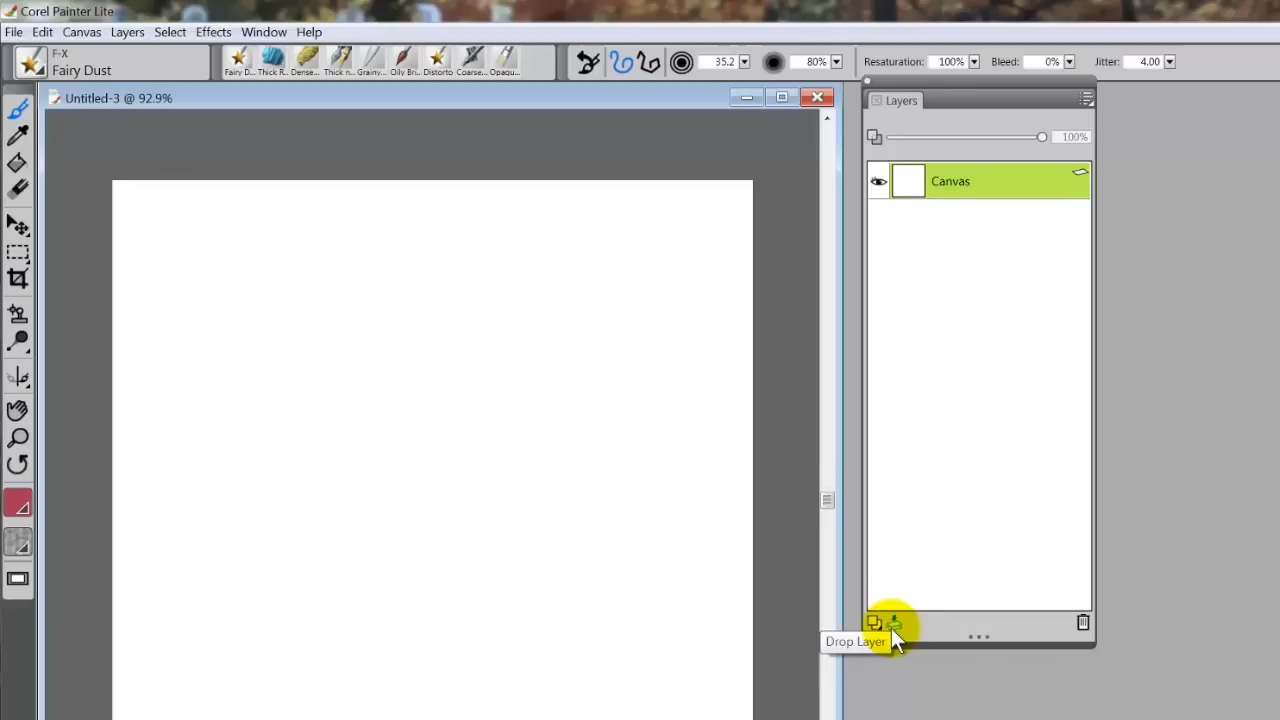 Corel Painter Lite
File Edit Canvas Layers Select Effects Window Help
F-X
Fairy Dust
Fairy D... Thick R... Dense... Thick n... Grainy... Oily Bri... Distorto Coarse... Opaqu...
35.2 80% Resaturation: 100% Bleed: 0% Jitter: 4.00
Untitled-3 @ 92.9%
Layers
100%
Canvas
Drop Layer